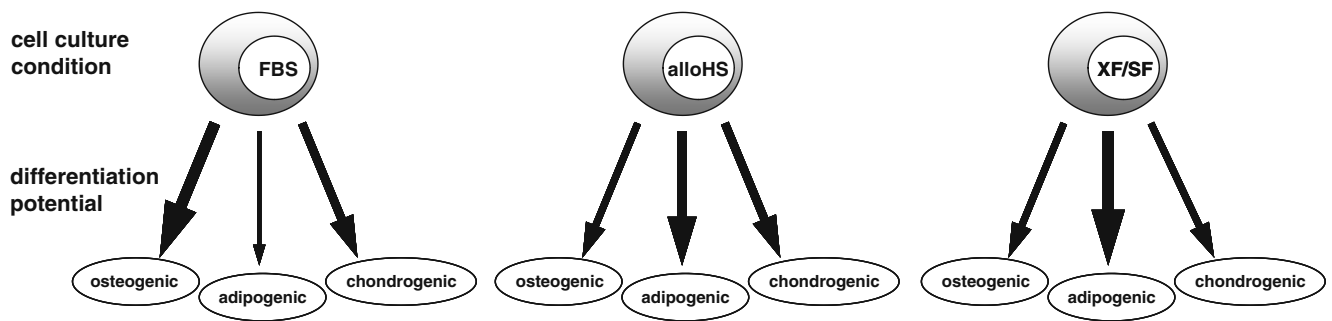 cell culture
condition
FBS
alloHS
XF/SF
differentiation
potential
osteogenic
adipogenic
chondrogenic
osteogenic
adipogenic
chondrogenic
osteogenic
adipogenic
chondrogenic